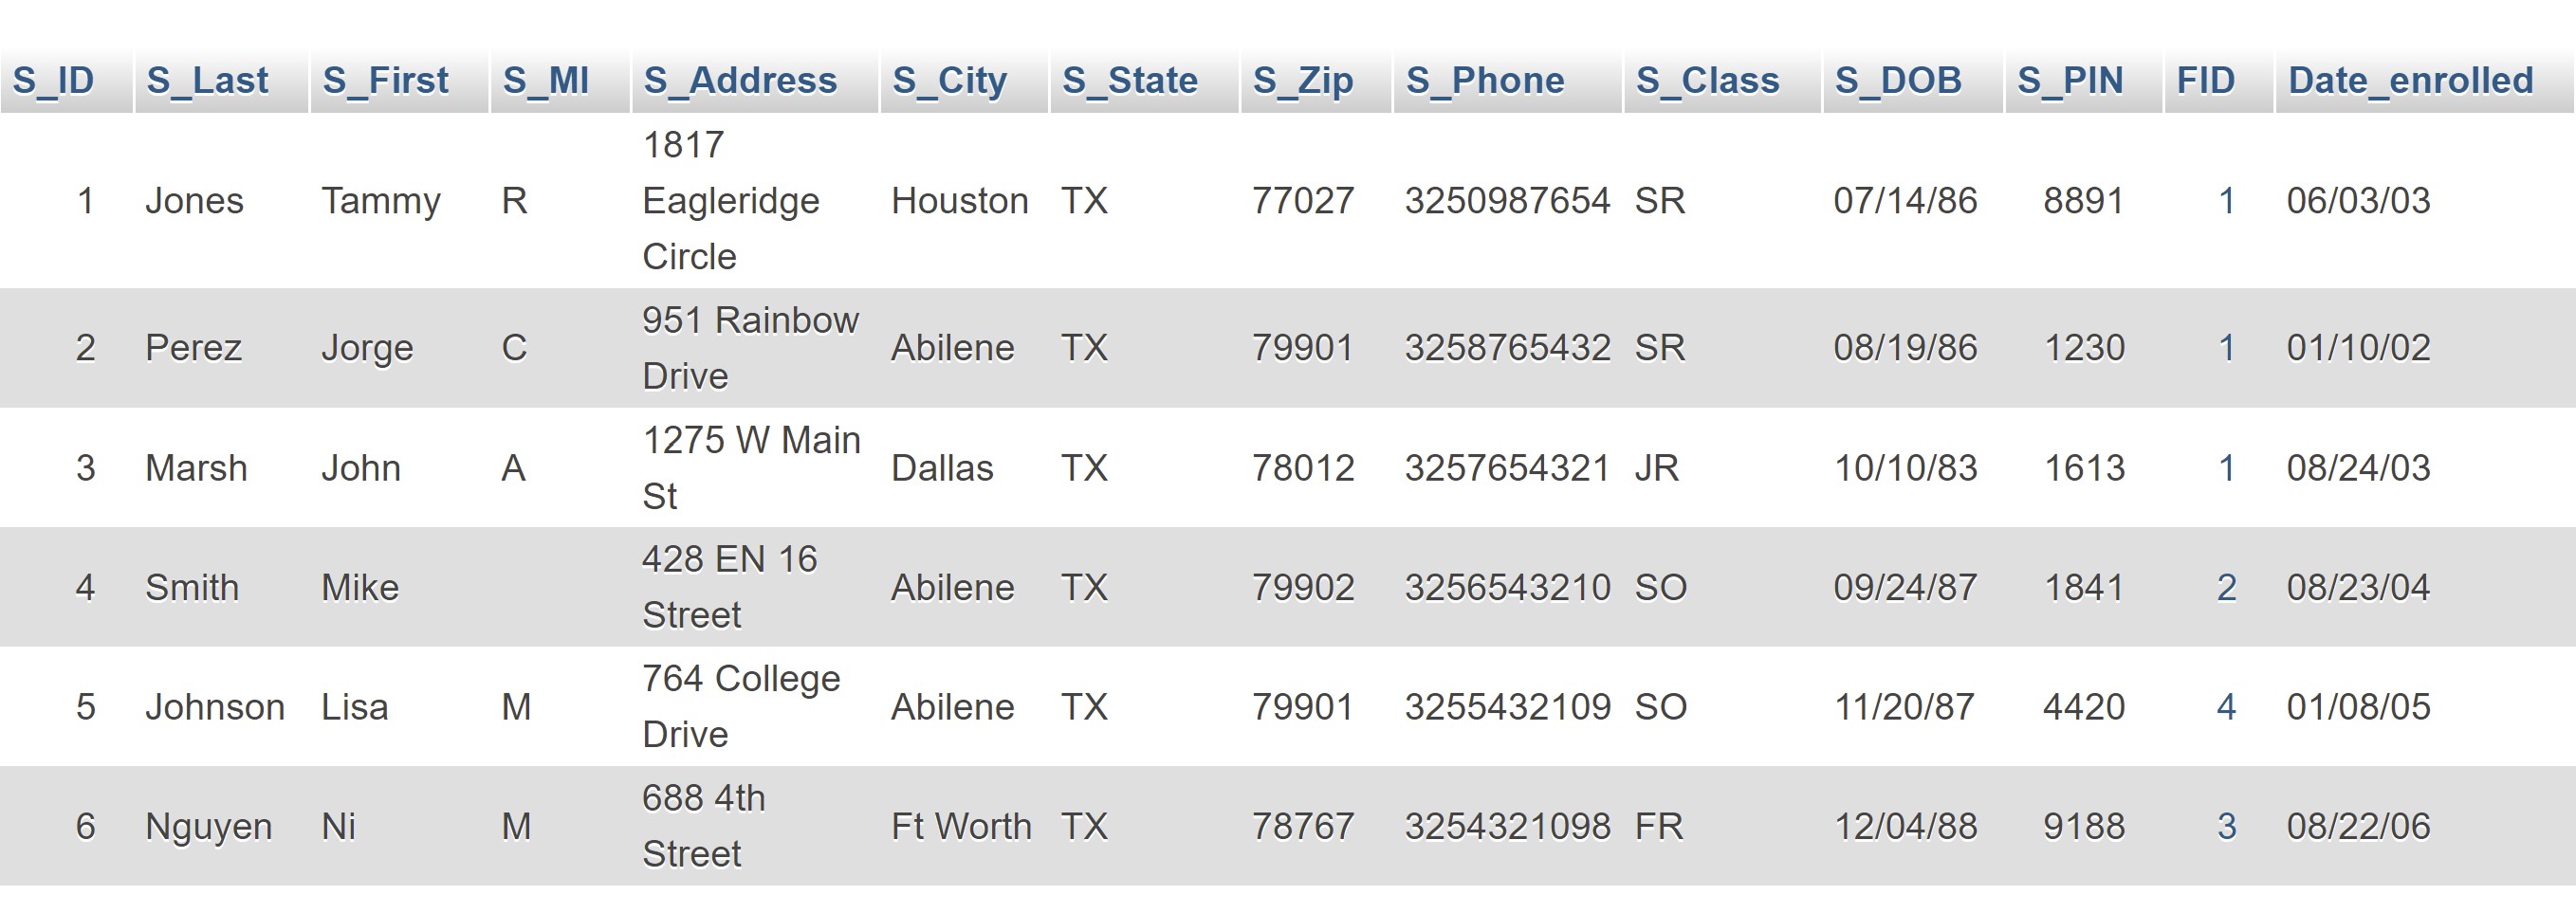 S_ID S_Last S_First S_MI S_Address S_City S_State S_Zip S_Phone S_Class S_DOB S_PIN FID Date_enrolled
1 Jones Tammy R 1817 Eagleridge Circle Houston TX 77027 3250987654 SR 07/14/86 8891 1 06/03/03
2 Perez Jorge C 951 Rainbow Drive Abilene TX 79901 3258765432 SR 08/19/86 1230 1 01/10/02
3 Marsh John A 1275 W Main St Dallas TX 78012 3257654321 JR 10/10/83 1613 1 08/24/03
4 Smith Mike 428 EN 16 Street Abilene TX 79902 3256543210 SO 09/24/87 1841 2 08/23/04
5 Johnson Lisa M 764 College Drive Abilene TX 79901 3255432109 SO 11/20/87 4420 4 01/08/05
6 Nguyen Ni M 688 4th Street Ft Worth TX 78767 3254321098 FR 12/04/88 9188 3 08/22/06